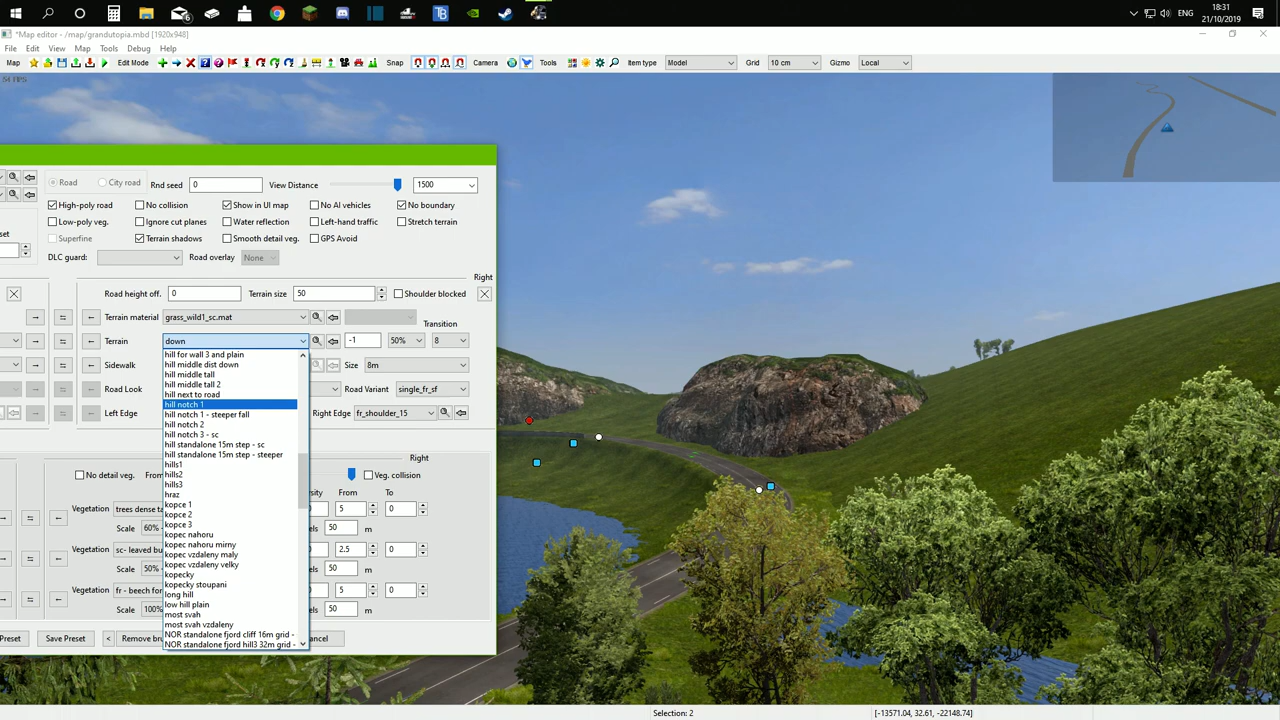 6
TB
ENG
18:31
21/10/2019
*Map editor - /map/grandutopia.mbd [1920x948]
File Edit View Map Tools Debug Help
Map Edit Mode Snap Camera Tools Item type Model Grid 10 cm Gizmo Local
Road City road Rnd seed 0 View Distance 1500
High-poly road No collision Show in UI map No AI vehicles No boundary
Low-poly veg. Ignore cut planes Water reflection Left-hand traffic Stretch terrain
Superfine Terrain shadows Smooth detail veg. GPS Avoid
DLC guard: Road overlay None
Right
Road height off. 0 Terrain size 50 Shoulder blocked
Terrain material grass_wild1_sc.mat Transition
Terrain down -1 50% 8
Sidewalk Size 8m
Road Look Road Variant single_fr_sf
Left Edge Right Edge fr_shoulder_15
hill for wall 3 and plain
hill middle dist down
hill middle tall
hill middle tall 2
hill next to road
hill notch 1
hill notch 1 - steeper fall
hill notch 2
hill notch 3 - sc
hill standalone 15m step - sc
hill standalone 15m step - steeper
hills1
hills2
hills3
hraz
kopce 1
kopce 2
kopce 3
kopec nahoru
kopec nahoru mirny
kopec vzdaleny maly
kopec vzdaleny velky
kopecky
kopecky stoupani
long hill
low hill plain
most svah
most svah vzdaleny
NOR standalone fjord cliff 16m grid -
NOR standalone fjord hill3 32m grid -
Right
No detail veg. From Veg. collision
From To
Vegetation trees dense ta 5 0
Scale 60% 50 m
Vegetation sc- leaved bu 2.5 0
Scale 50% 50 m
Vegetation fr - beech for 5 0
Scale 100% 50 m
Preset Save Preset < Remove bru
Selection: 2 [-13571.04, 32.61, -22148.74]